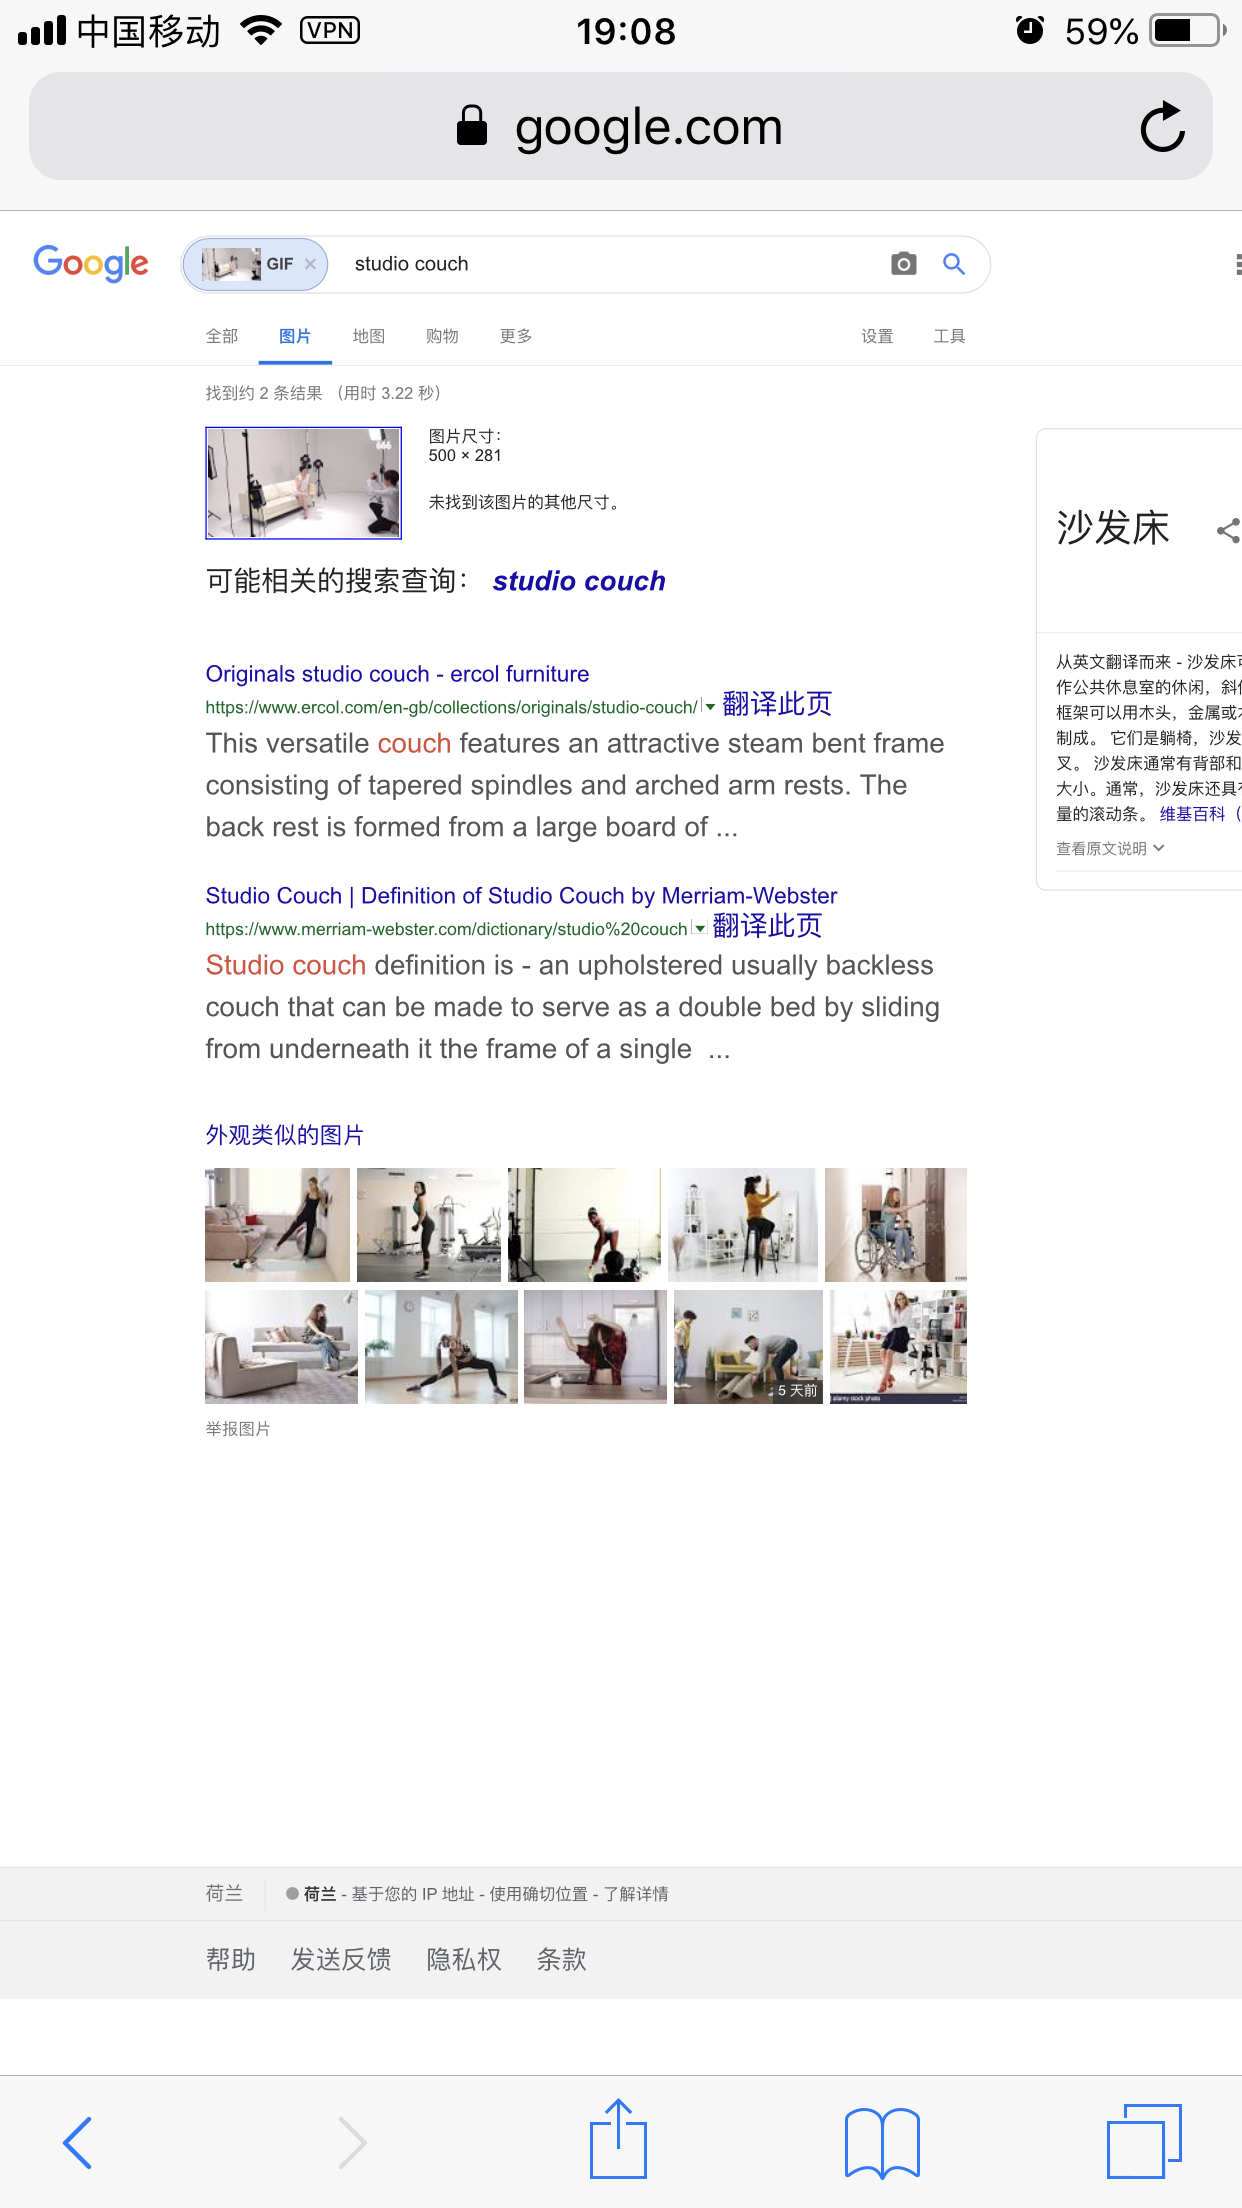 中国移动 VPN 19:08 59%
google.com
Google GIF × studio couch
全部 图片 地图 购物 更多 设置 工具
找到约 2 条结果 （用时 3.22 秒）
666
图片尺寸：
500 × 281
未找到该图片的其他尺寸。
可能相关的搜索查询： studio couch
Originals studio couch - ercol furniture
https://www.ercol.com/en-gb/collections/originals/studio-couch/ 翻译此页
This versatile couch features an attractive steam bent frame
consisting of tapered spindles and arched arm rests. The
back rest is formed from a large board of ...
Studio Couch | Definition of Studio Couch by Merriam-Webster
https://www.merriam-webster.com/dictionary/studio%20couch 翻译此页
Studio couch definition is - an upholstered usually backless
couch that can be made to serve as a double bed by sliding
from underneath it the frame of a single ...
外观类似的图片
5 天前
alamy stock photo
举报图片
沙发床
从英文翻译而来 - 沙发床
作公共休息室的休闲，斜
框架可以用木头，金属或
制成。 它们是躺椅，沙发
叉。 沙发床通常有背部和
大小。通常，沙发床还具
量的滚动条。 维基百科（
查看原文说明
荷兰 荷兰 - 基于您的 IP 地址 - 使用确切位置 - 了解详情
帮助 发送反馈 隐私权 条款